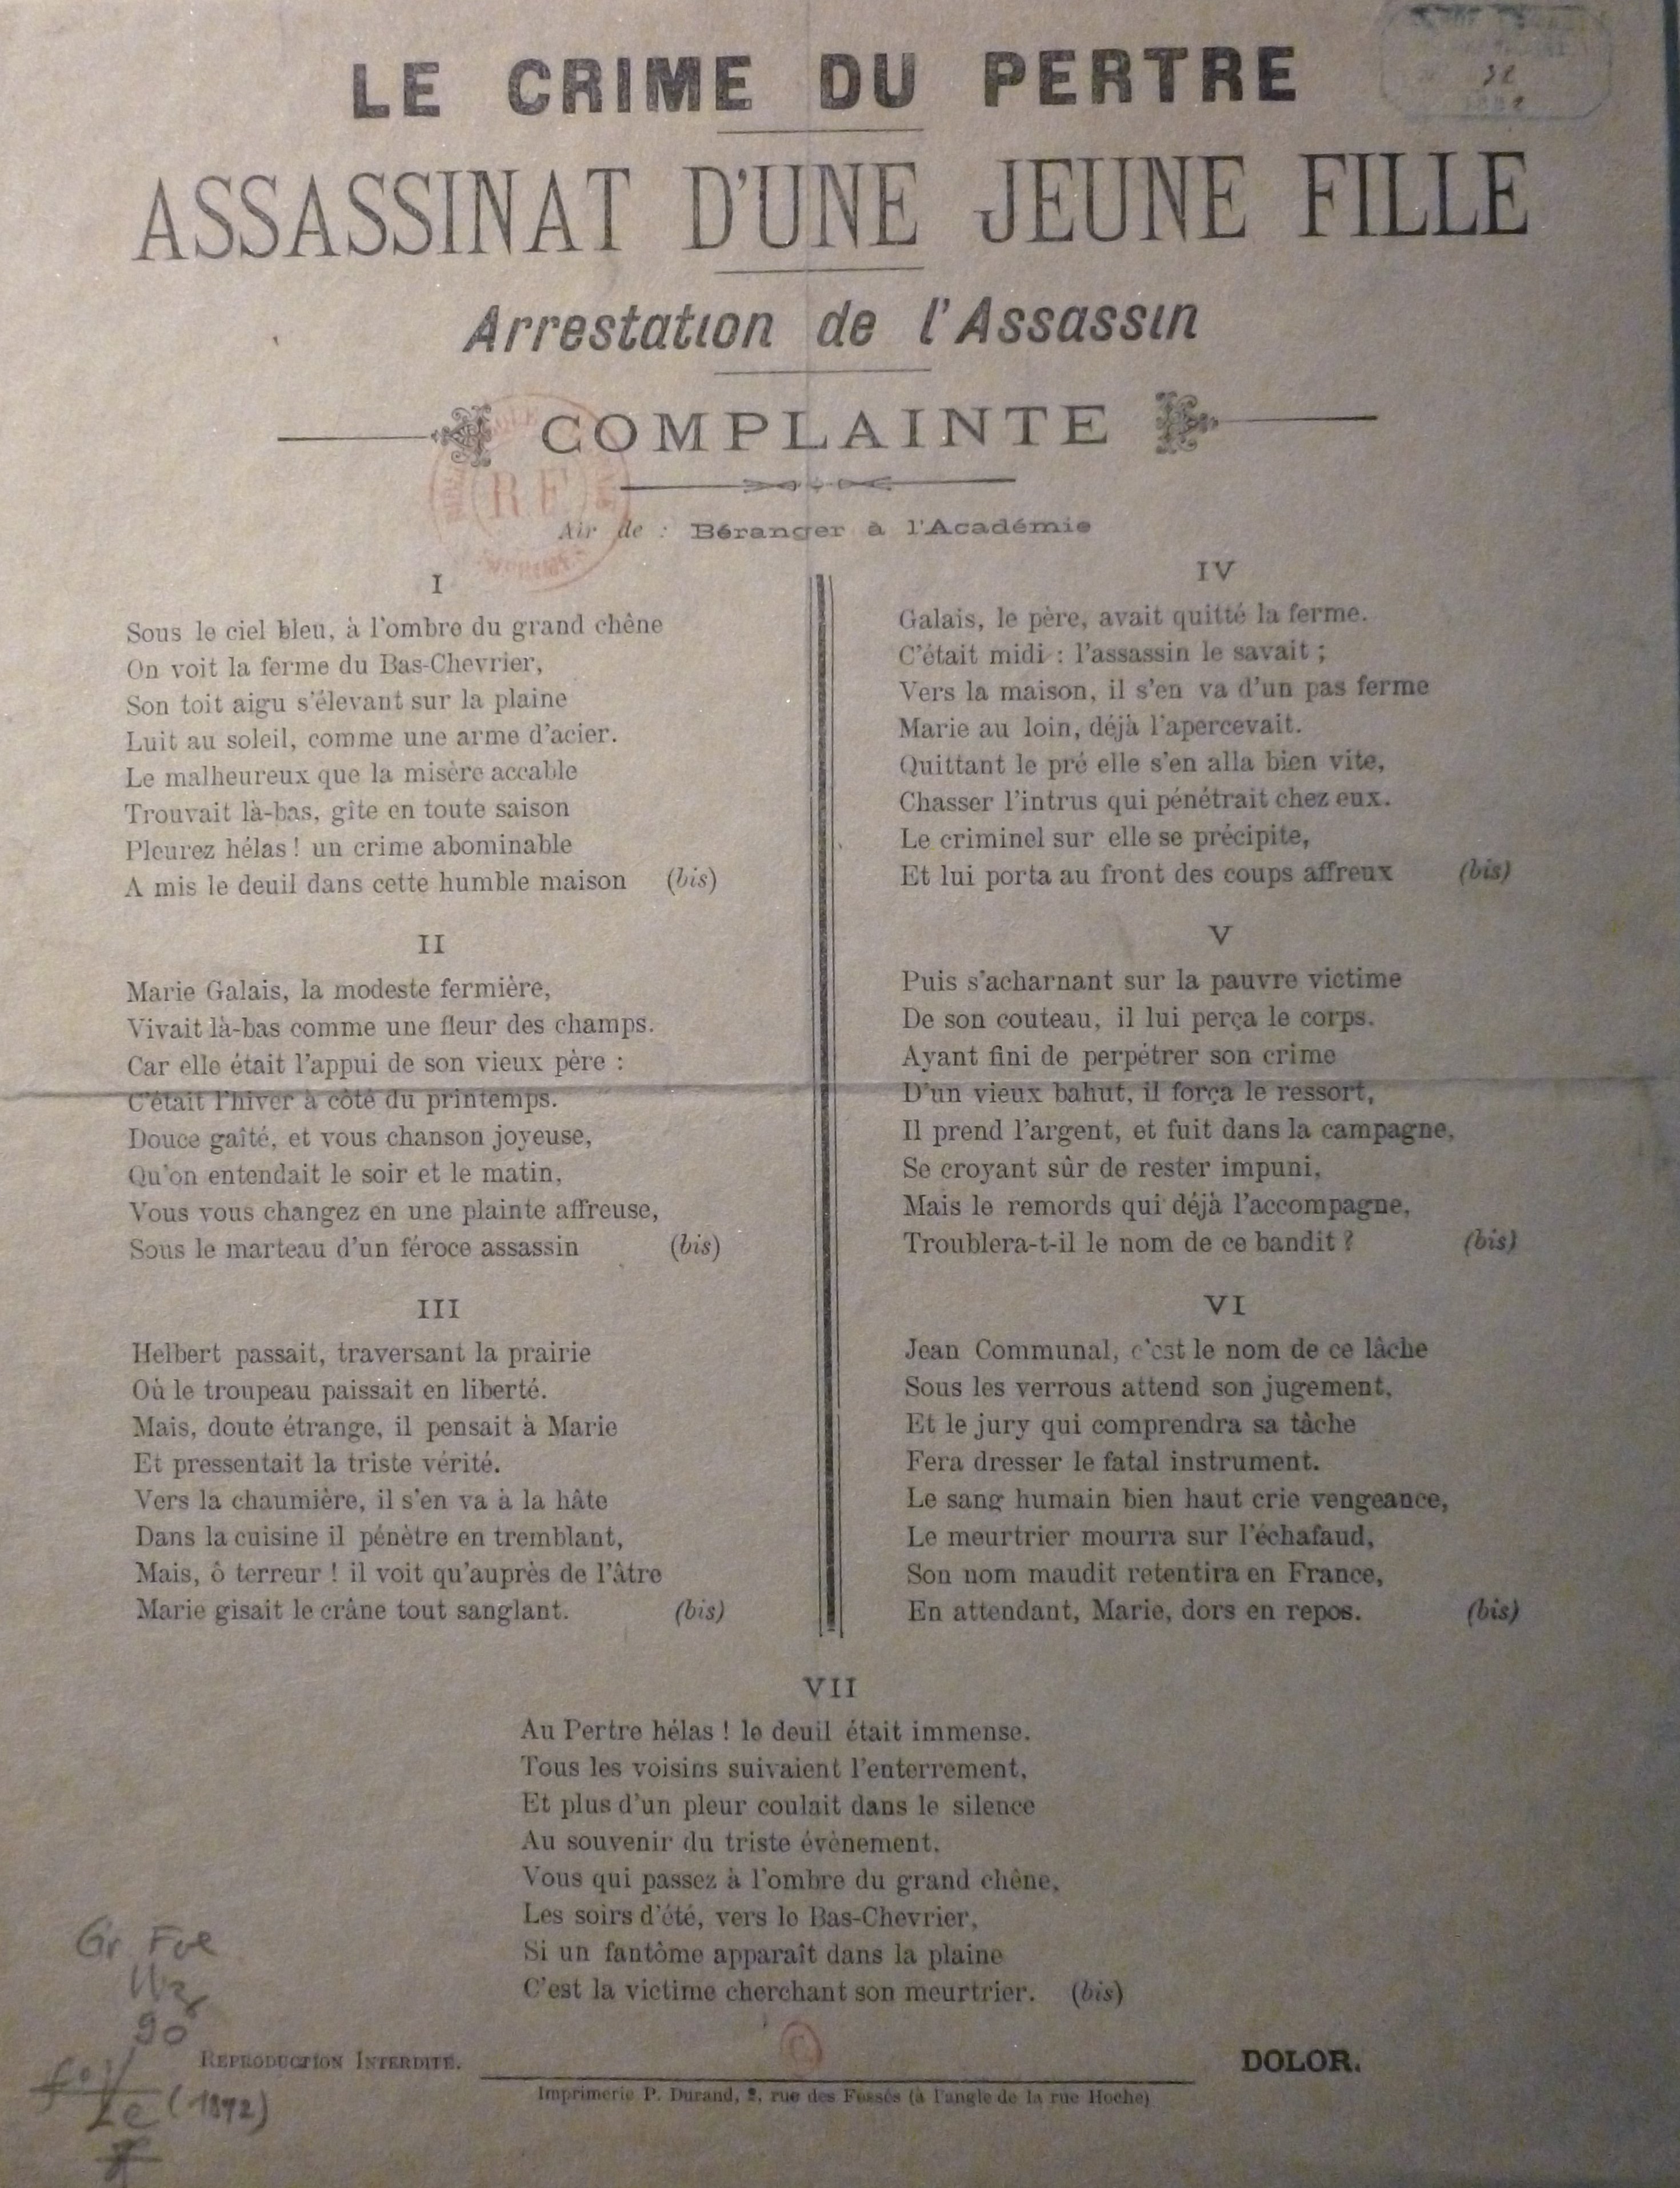 LE CRIME DU PERTRE
ASSASSINAT D'UNE JEUNE FILLE
Arrestation de l'Assassin
COMPLAINTE
RF
Air de : Béranger à l'Académie
I
Sous le ciel bleu, à l'ombre du grand chêne
On voit la ferme du Bas-Chevrier,
Son toit aigu s'élevant sur la plaine
Luit au soleil, comme une arme d'acier.
Le malheureux que la misère accable
Trouvait là-bas, gîte en toute saison
Pleurez hélas ! un crime abominable
A mis le deuil dans cette humble maison (bis)
II
Marie Galais, la modeste fermière,
Vivait là-bas comme une fleur des champs.
Car elle était l'appui de son vieux père :
C'était l'hiver à côté du printemps.
Douce gaîté, et vous chanson joyeuse,
Qu'on entendait le soir et le matin,
Vous vous changez en une plainte affreuse,
Sous le marteau d'un féroce assassin (bis)
III
Helbert passait, traversant la prairie
Où le troupeau paissait en liberté.
Mais, doute étrange, il pensait à Marie
Et pressentait la triste vérité.
Vers la chaumière, il s'en va à la hâte
Dans la cuisine il pénètre en tremblant,
Mais, ô terreur ! il voit qu'auprès de l'âtre
Marie gisait le crâne tout sanglant. (bis)
IV
Galais, le père, avait quitté la ferme.
C'était midi : l'assassin le savait ;
Vers la maison, il s'en va d'un pas ferme
Marie au loin, déjà l'apercevait.
Quittant le pré elle s'en alla bien vite,
Chasser l'intrus qui pénétrait chez eux.
Le criminel sur elle se précipite,
Et lui porta au front des coups affreux (bis)
V
Puis s'acharnant sur la pauvre victime
De son couteau, il lui perça le corps.
Ayant fini de perpétrer son crime
D'un vieux bahut, il força le ressort,
Il prend l'argent, et fuit dans la campagne,
Se croyant sûr de rester impuni,
Mais le remords qui déjà l'accompagne,
Troublera-t-il le nom de ce bandit ? (bis)
VI
Jean Communal, c'est le nom de ce lâche
Sous les verrous attend son jugement,
Et le jury qui comprendra sa tâche
Fera dresser le fatal instrument.
Le sang humain bien haut crie vengeance,
Le meurtrier mourra sur l'échafaud,
Son nom maudit retentira en France,
En attendant, Marie, dors en repos. (bis)
VII
Au Pertre hélas ! le deuil était immense.
Tous les voisins suivaient l'enterrement,
Et plus d'un pleur coulait dans le silence
Au souvenir du triste évènement.
Vous qui passez à l'ombre du grand chêne,
Les soirs d'été, vers le Bas-Chevrier,
Si un fantôme apparaît dans la plaine
C'est la victime cherchant son meurtrier. (bis)
Gr Fol
Wz
90
fol
Ze (1892)
REPRODUCTION INTERDITE.
C
DOLOR.
Imprimerie P. Durand, 2, rue des Fossés (à l'angle de la rue Hoche)